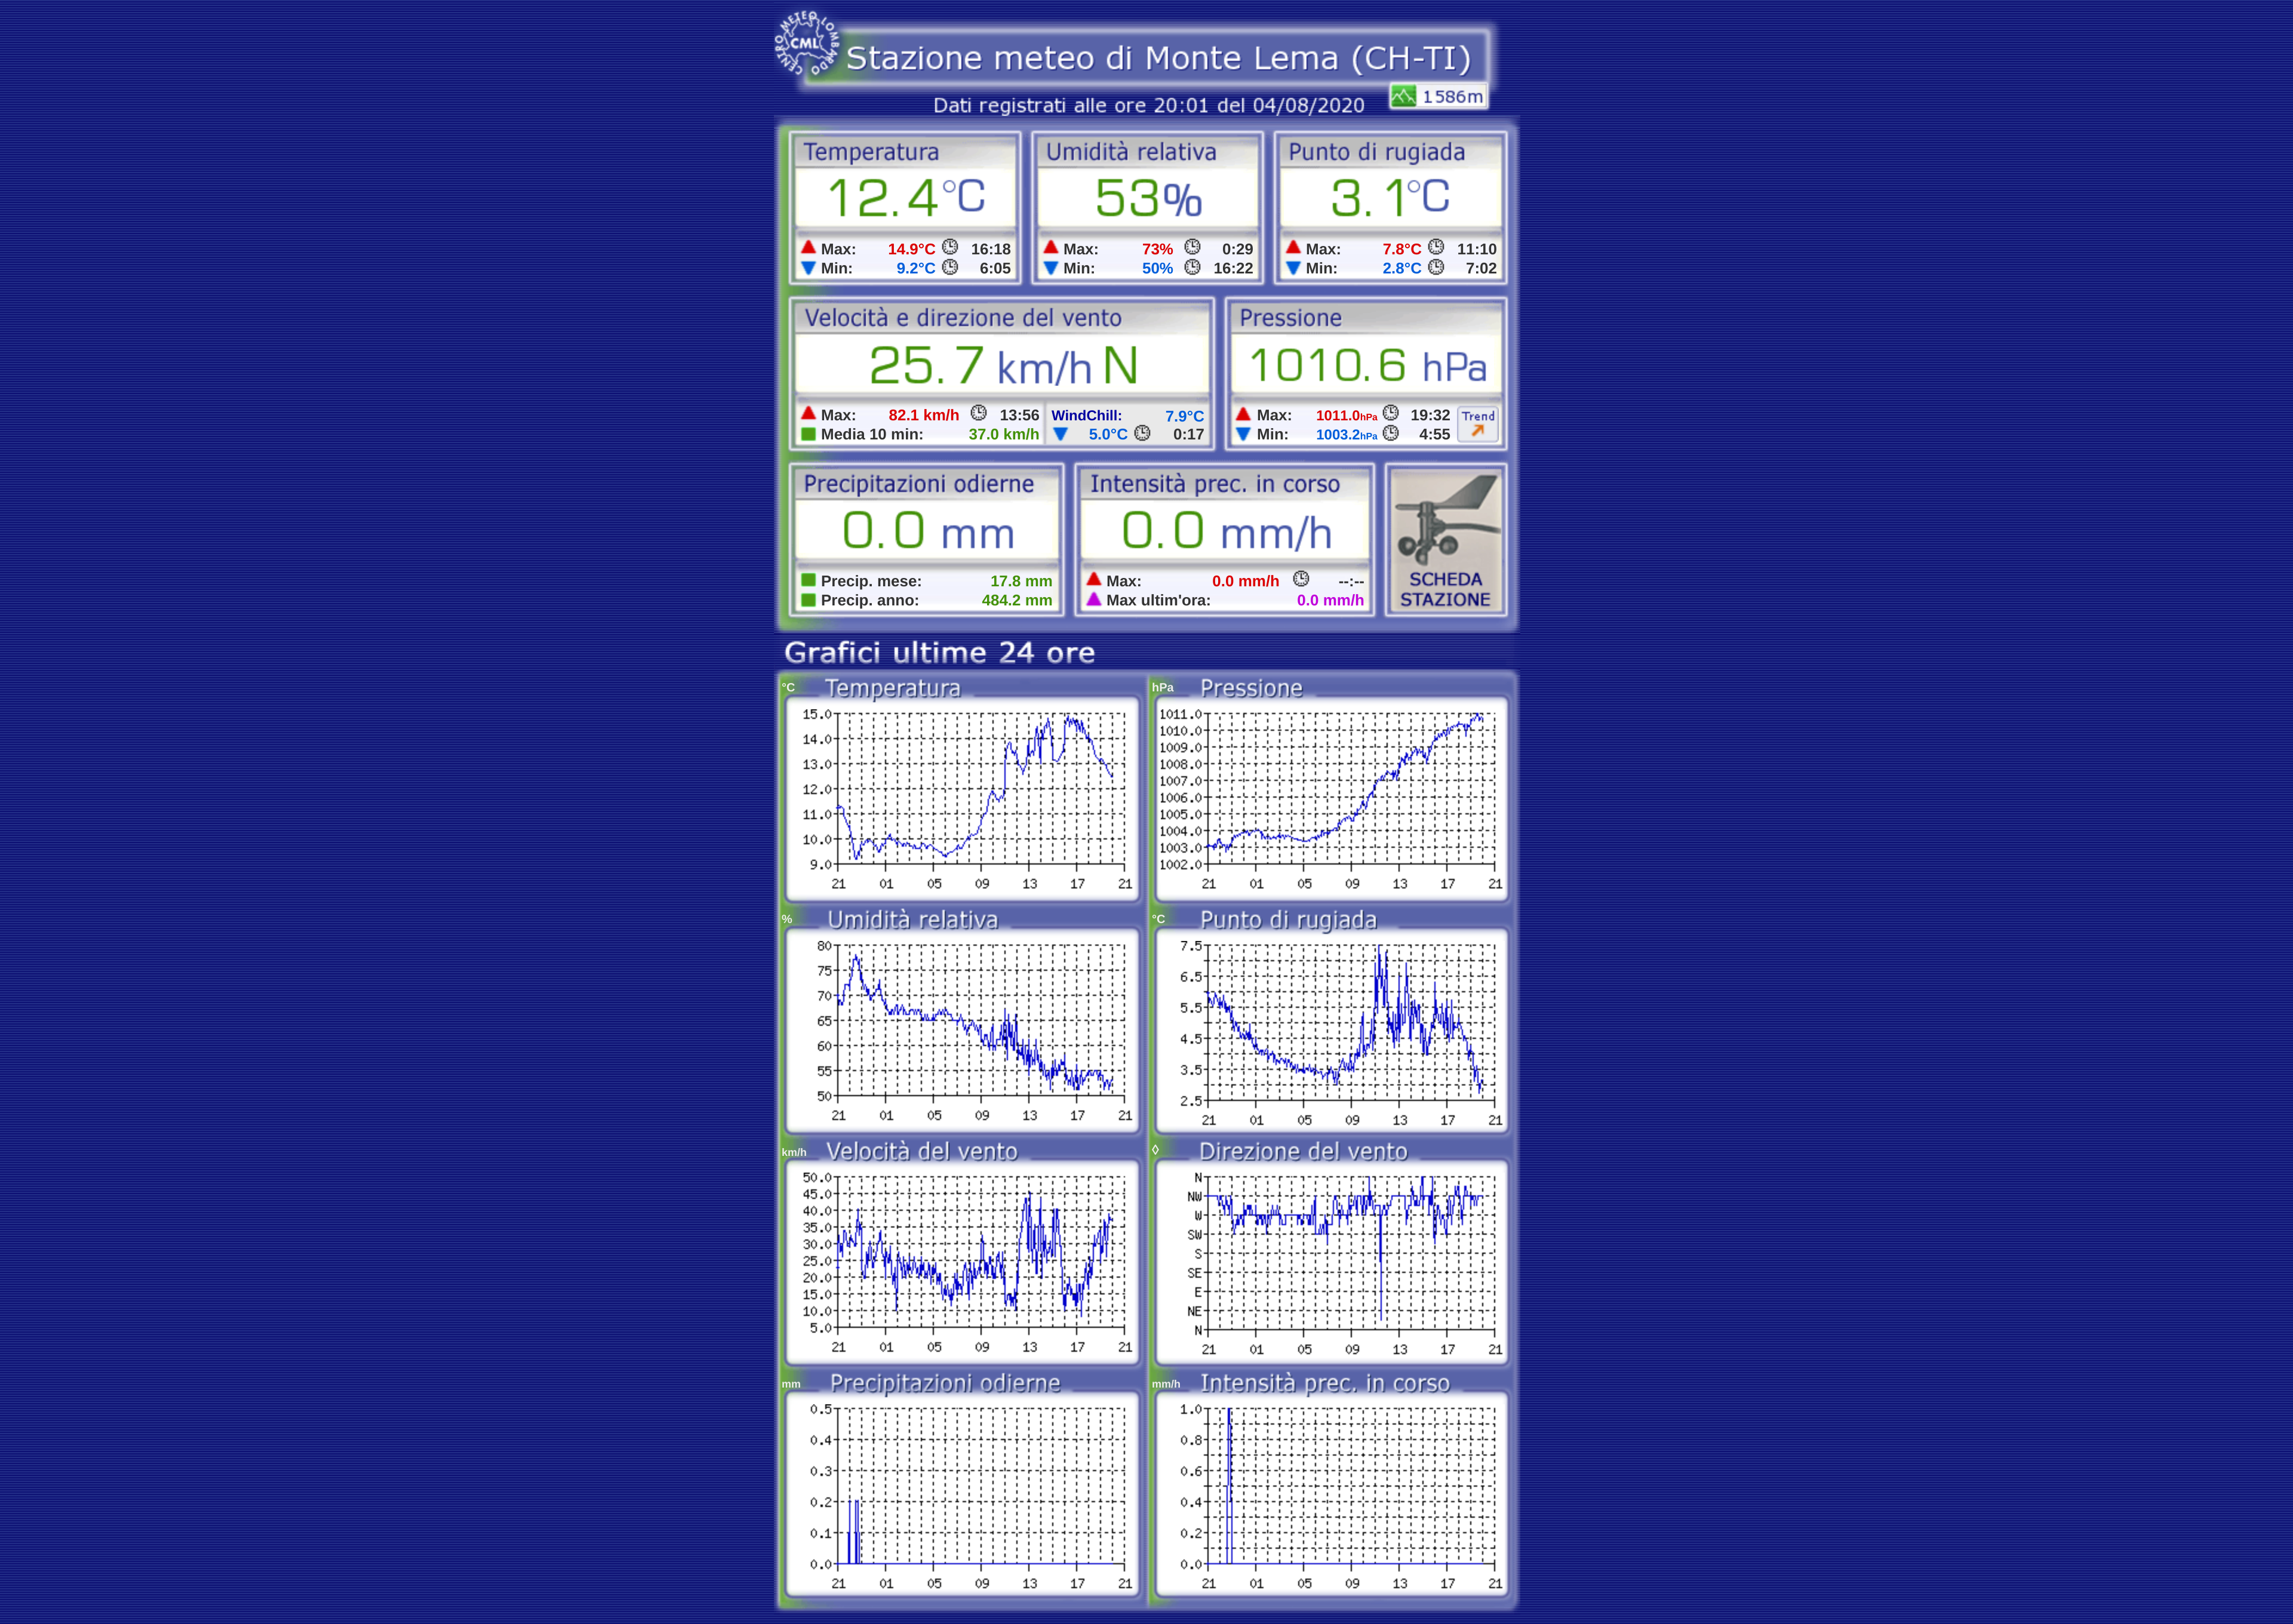 CENTRO METEO LOMBARDO
CML
Stazione meteo di Monte Lema (CH-TI)
1586m
Dati registrati alle ore 20:01 del 04/08/2020
Temperatura
12.4°C
Max: 14.9°C 16:18
Min: 9.2°C 6:05
Umidità relativa
53%
Max: 73% 0:29
Min: 50% 16:22
Punto di rugiada
3.1°C
Max: 7.8°C 11:10
Min: 2.8°C 7:02
Velocità e direzione del vento
25.7 km/h N
Max: 82.1 km/h 13:56
Media 10 min: 37.0 km/h
WindChill: 7.9°C
5.0°C 0:17
Pressione
1010.6 hPa
Max: 1011.0hPa 19:32
Min: 1003.2hPa 4:55
Trend
Precipitazioni odierne
0.0 mm
Precip. mese: 17.8 mm
Precip. anno: 484.2 mm
Intensità prec. in corso
0.0 mm/h
Max: 0.0 mm/h --:--
Max ultim'ora: 0.0 mm/h
SCHEDA
STAZIONE
Grafici ultime 24 ore
°C Temperatura
15.0
14.0
13.0
12.0
11.0
10.0
9.0
21 01 05 09 13 17 21
hPa Pressione
1011.0
1010.0
1009.0
1008.0
1007.0
1006.0
1005.0
1004.0
1003.0
1002.0
21 01 05 09 13 17 21
% Umidità relativa
80
75
70
65
60
55
50
21 01 05 09 13 17 21
°C Punto di rugiada
7.5
6.5
5.5
4.5
3.5
2.5
21 01 05 09 13 17 21
km/h Velocità del vento
50.0
45.0
40.0
35.0
30.0
25.0
20.0
15.0
10.0
5.0
21 01 05 09 13 17 21
◊ Direzione del vento
N
NW
W
SW
S
SE
E
NE
N
21 01 05 09 13 17 21
mm Precipitazioni odierne
0.5
0.4
0.3
0.2
0.1
0.0
21 01 05 09 13 17 21
mm/h Intensità prec. in corso
1.0
0.8
0.6
0.4
0.2
0.0
21 01 05 09 13 17 21